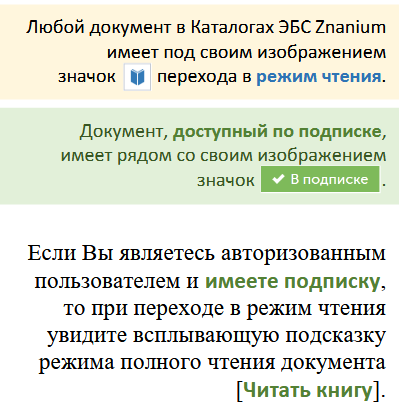 Любой документ в Каталогах ЭБС Znanium
имеет под своим изображением
значок перехода в режим чтения.
Документ, доступный по подписке,
имеет рядом со своим изображением
значок ✔ В подписке .
Если Вы являетесь авторизованным
пользователем и имеете подписку,
то при переходе в режим чтения
увидите всплывающую подсказку
режима полного чтения документа
[Читать книгу].